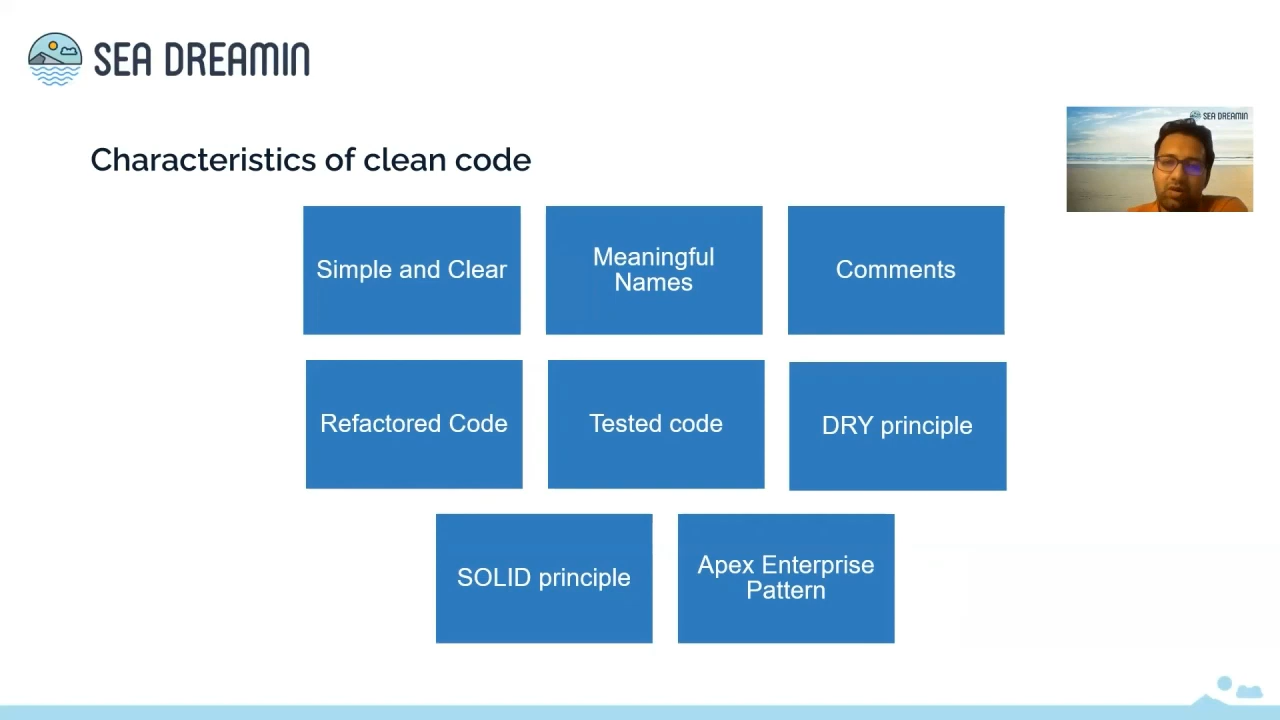 SEA DREAMIN
SEA DREAMIN
Characteristics of clean code
Simple and Clear
Meaningful
Names
Comments
Refactored Code
Tested code
DRY principle
SOLID principle
Apex Enterprise
Pattern